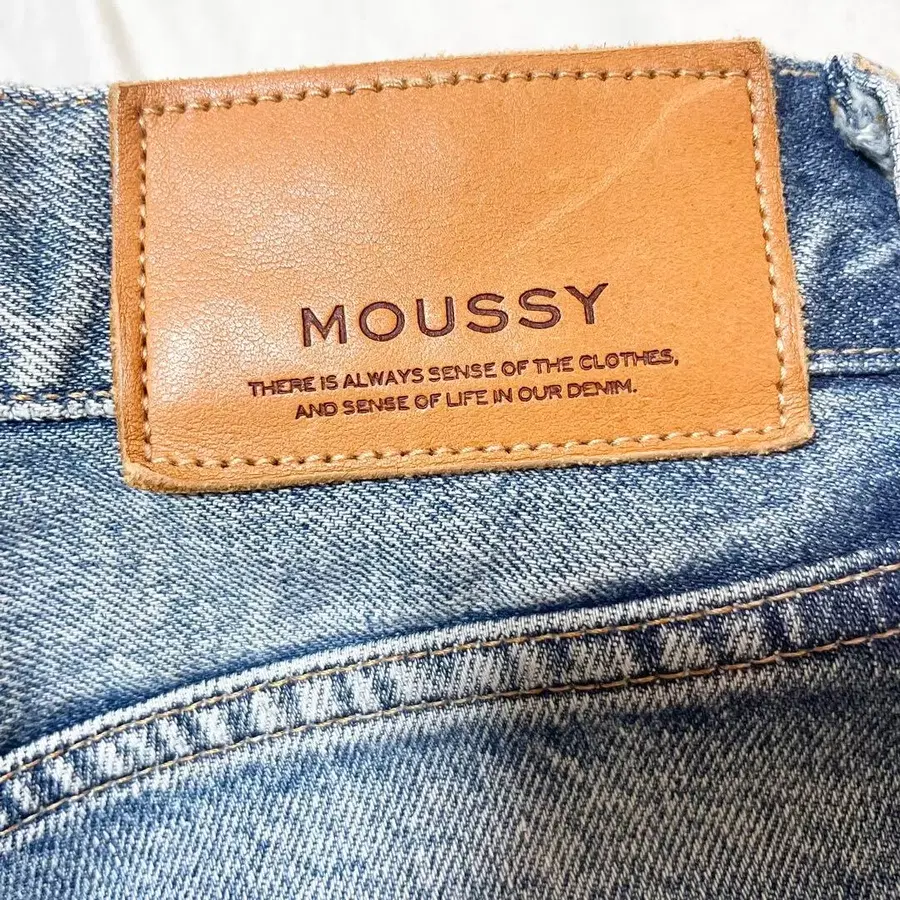 MOUSSY
THERE IS ALWAYS SENSE OF THE CLOTHES,
AND SENSE OF LIFE IN OUR DENIM.